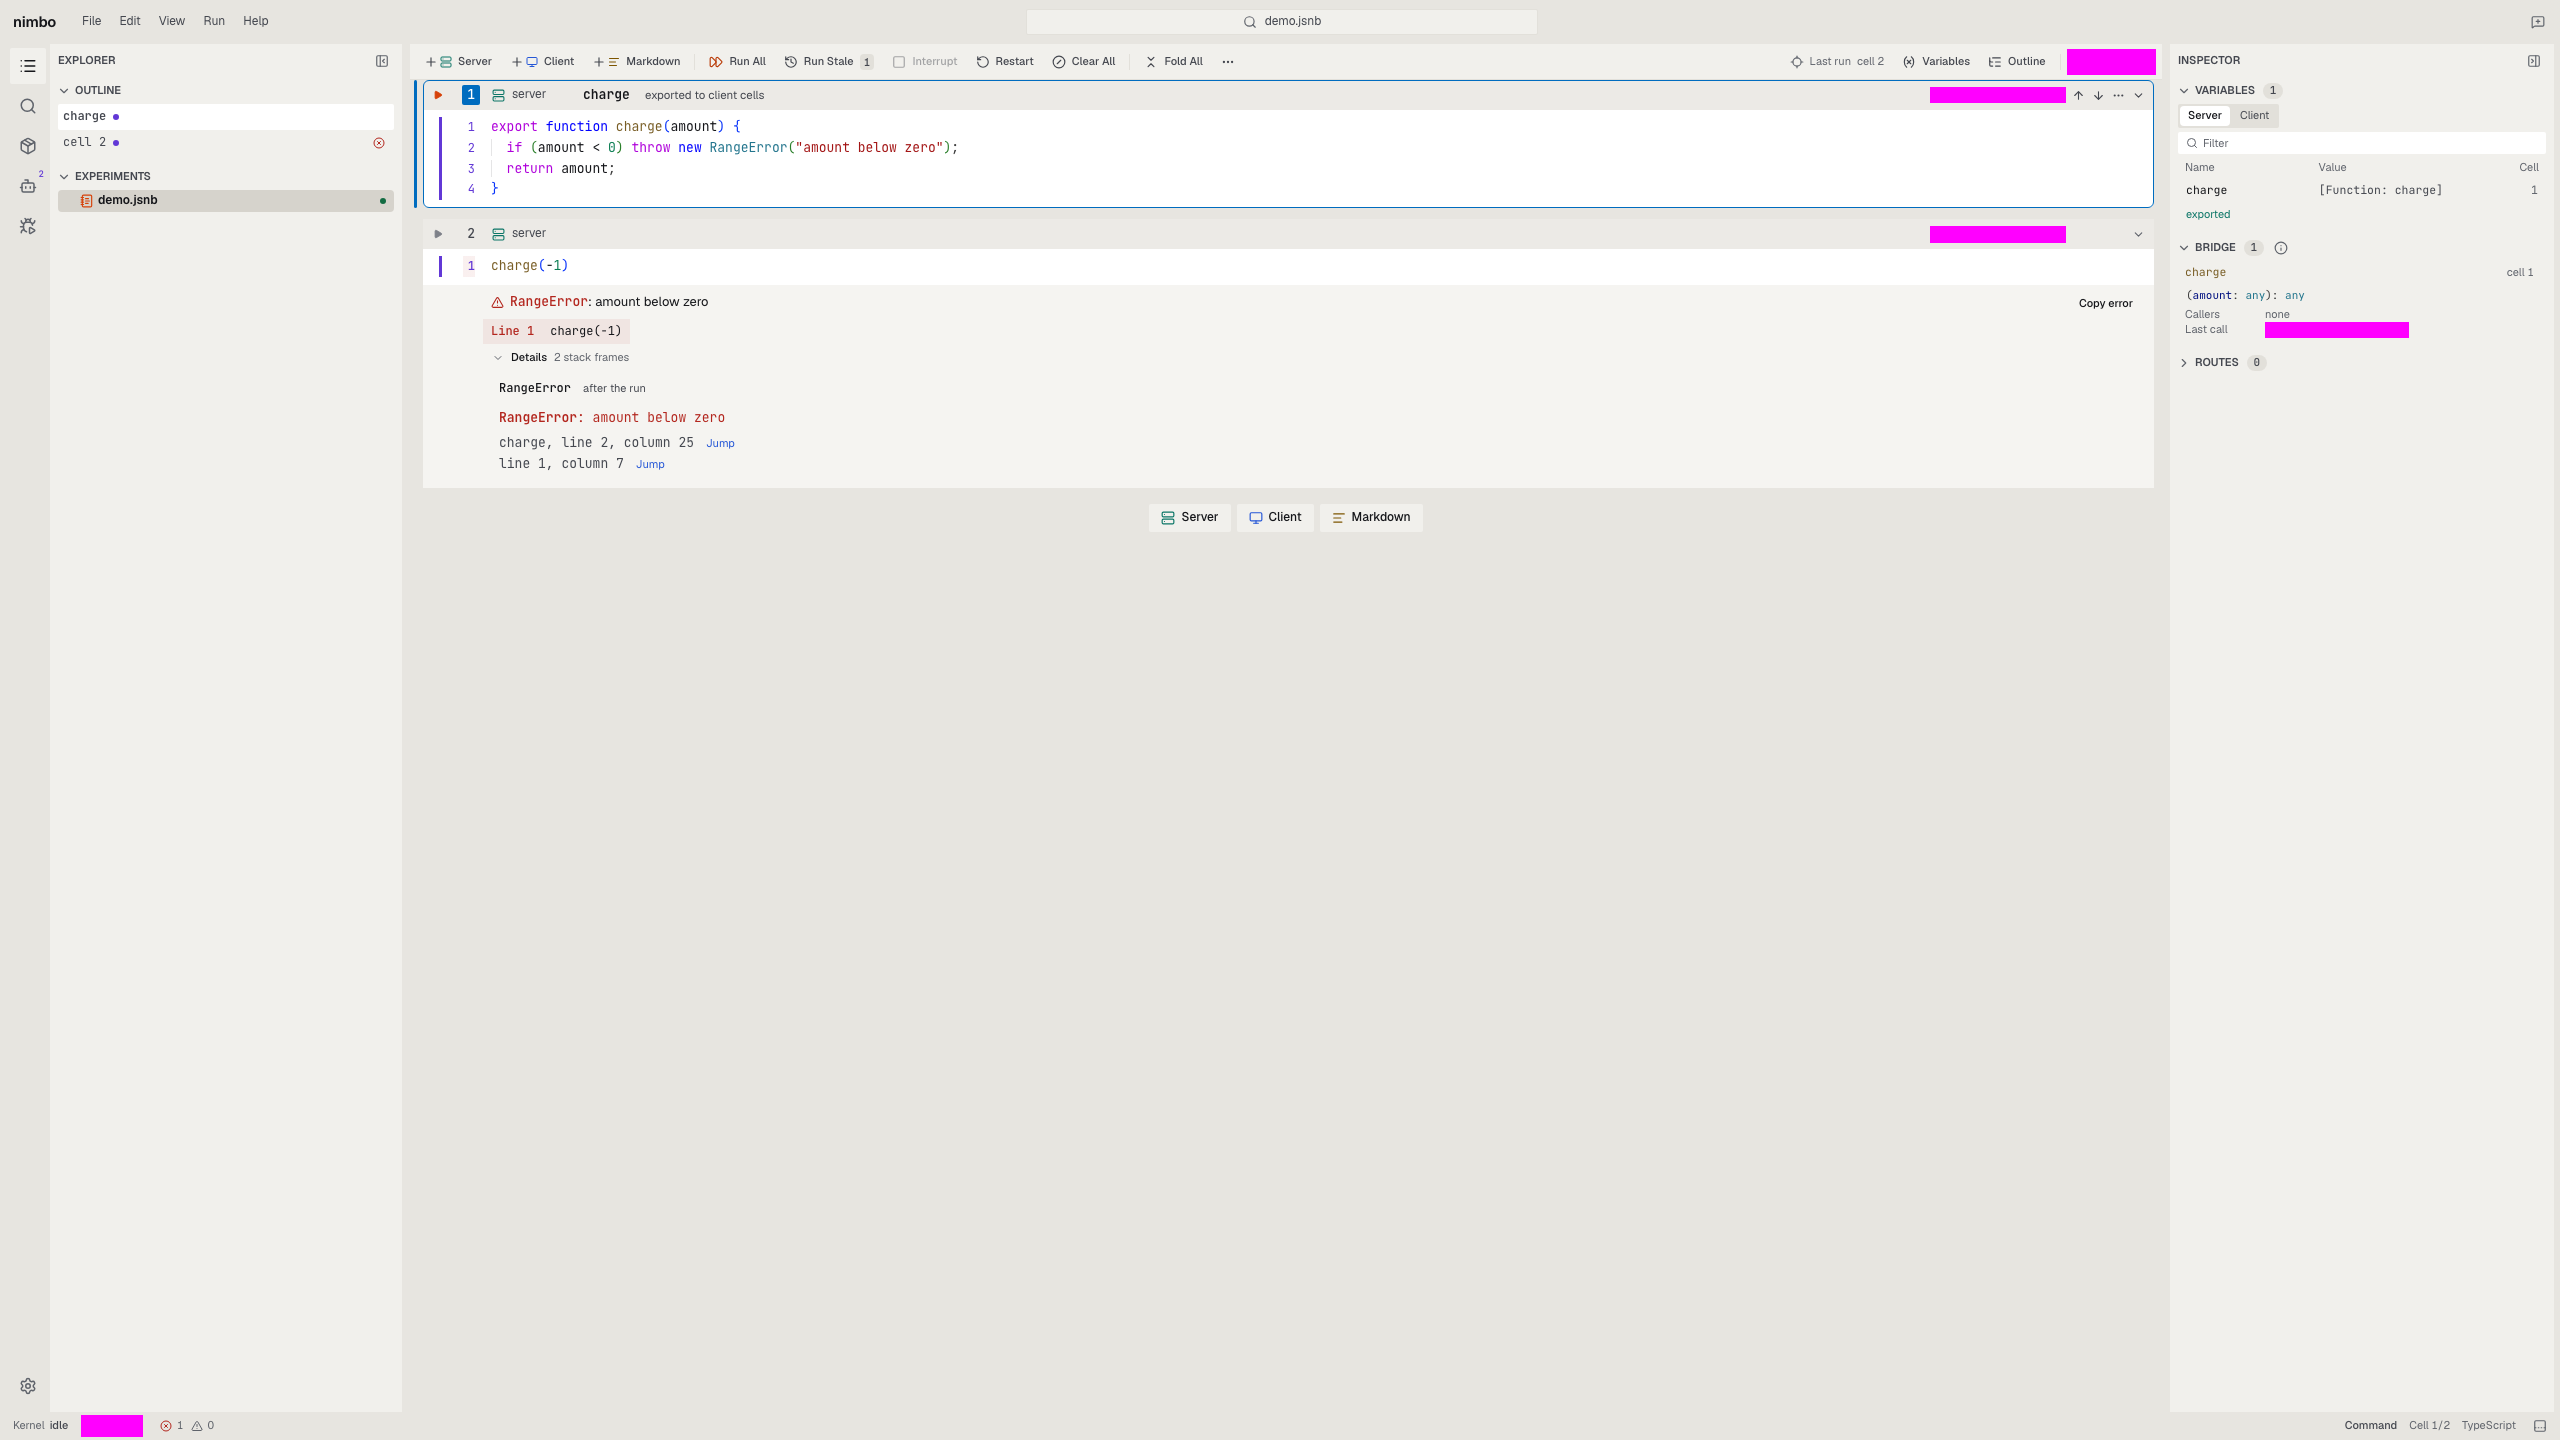 nimbo File Edit View Run Help demo.jsnb
EXPLORER
OUTLINE
charge
cell 2
2
EXPERIMENTS
demo.jsnb
Server Client Markdown Run All Run Stale 1 Interrupt Restart Clear All Fold All ··· Last run cell 2 Variables Outline
1 server charge exported to client cells
1 export function charge(amount) {
2 if (amount < 0) throw new RangeError("amount below zero");
3 return amount;
4 }
2 server
1 charge(-1)
RangeError: amount below zero Copy error
Line 1 charge(-1)
Details 2 stack frames
RangeError after the run
RangeError: amount below zero
charge, line 2, column 25 Jump
line 1, column 7 Jump
Server Client Markdown
INSPECTOR
VARIABLES 1
Server Client
Filter
Name Value Cell
charge [Function: charge] 1
exported
BRIDGE 1
charge cell 1
(amount: any): any
Callers none
Last call
ROUTES 0
Kernel idle 1 0 Command Cell 1/2 TypeScript